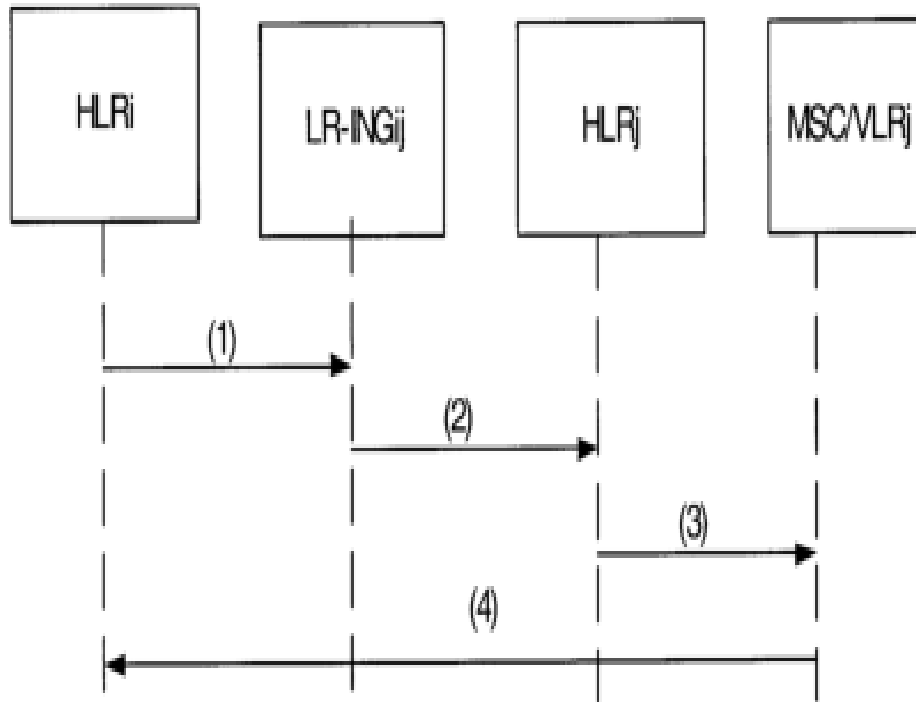 HLRi
LR-INGij
HLRj
MSC/VLRj
(1)
(2)
(3)
(4)